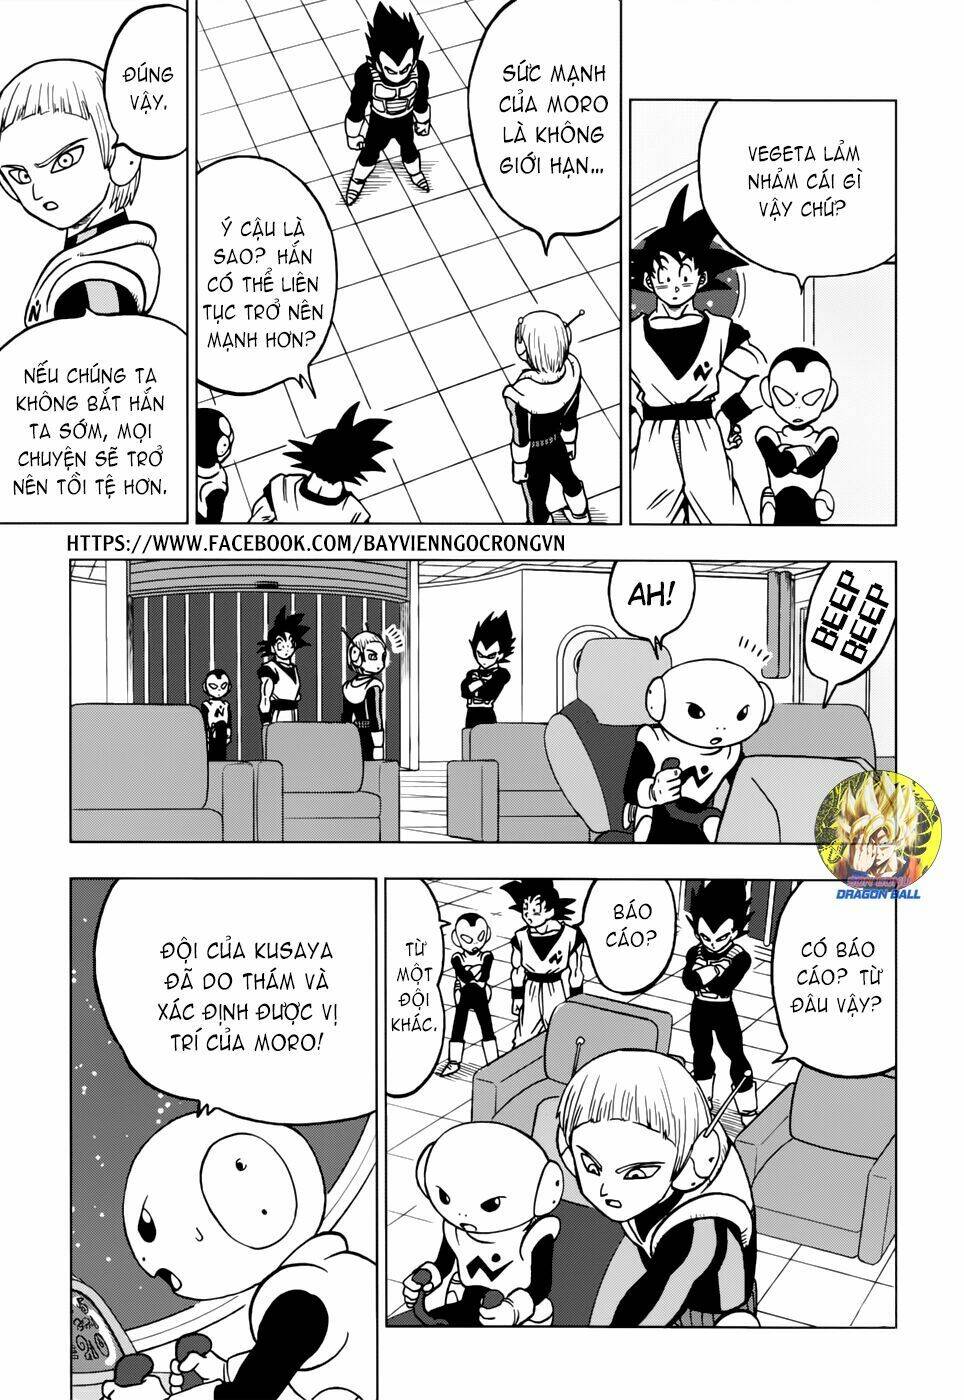 VEGETA LẢM
NHẢM CÁI GÌ
VẬY CHỨ?
SỨC MẠNH
CỦA MORO
LÀ KHÔNG
GIỚI HẠN...
Ý CẬU LÀ
SAO? HẮN
CÓ THỂ LIÊN
TỤC TRỞ NÊN
MẠNH HƠN?
ĐÚNG
VẬY.
NẾU CHÚNG TA
KHÔNG BẮT HẮN
TA SỚM, MỌI
CHUYỆN SẼ TRỞ
NÊN TỒI TỆ HƠN.
HTTPS://WWW.FACEBOOK.COM/BAYVIENNGOCRONGVN
BEEP
BEEP
AH!
DRAGON BALL
CÓ BÁO
CÁO? TỪ
ĐÂU VẬY?
BÁO
CÁO?
TỪ
MỘT
ĐỘI
KHÁC.
ĐỘI CỦA KUSAYA
ĐÃ DO THÁM VÀ
XÁC ĐỊNH ĐƯỢC VỊ
TRÍ CỦA MORO!